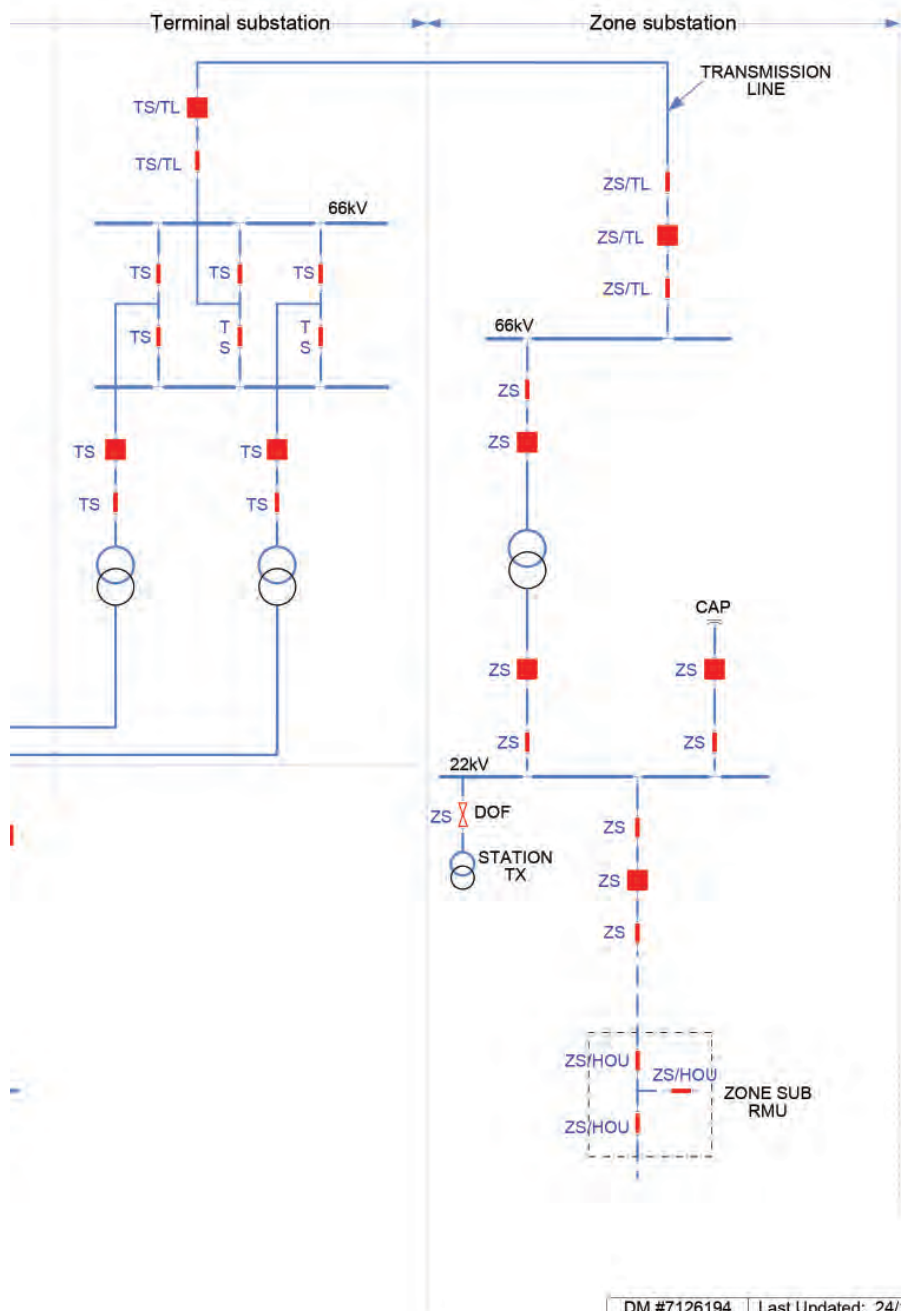 Terminal substation
Zone substation
TRANSMISSION
LINE
TS/TL
TS/TL
ZS/TL
ZS/TL
ZS/TL
66kV
TS
TS
TS
TS
T
S
T
S
66kV
ZS
ZS
TS
TS
TS
TS
CAP
ZS
ZS
ZS
ZS
22kV
ZS
DOF
STATION
TX
ZS
ZS
ZS
ZS/HOU
ZS/HOU
ZS/HOU
ZONE SUB
RMU
DM #7126194
Last Updated: 24/